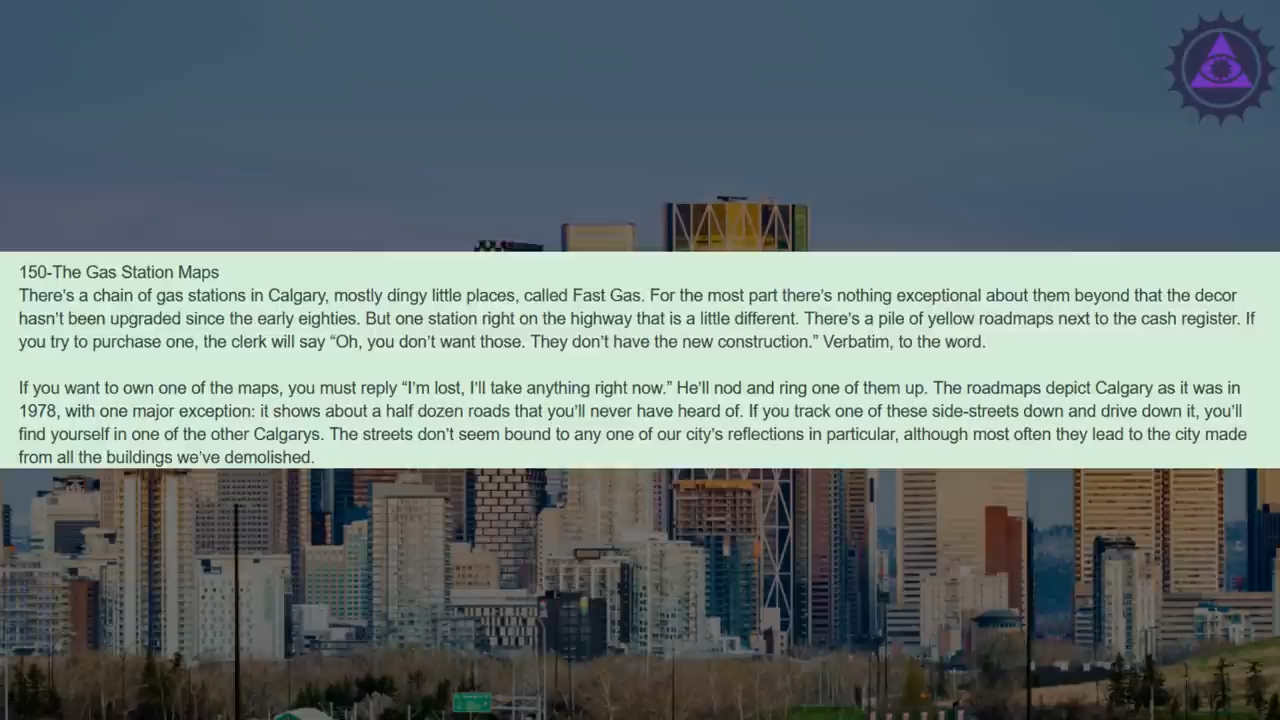 150-The Gas Station Maps
There's a chain of gas stations in Calgary, mostly dingy little places, called Fast Gas. For the most part there's nothing exceptional about them beyond that the decor
hasn't been upgraded since the early eighties. But one station right on the highway that is a little different. There's a pile of yellow roadmaps next to the cash register. If
you try to purchase one, the clerk will say “Oh, you don't want those. They don't have the new construction.” Verbatim, to the word.
If you want to own one of the maps, you must reply “I'm lost, I'll take anything right now.” He'll nod and ring one of them up. The roadmaps depict Calgary as it was in
1978, with one major exception: it shows about a half dozen roads that you'll never have heard of. If you track one of these side-streets down and drive down it, you'll
find yourself in one of the other Calgarys. The streets don't seem bound to any one of our city's reflections in particular, although most often they lead to the city made
from all the buildings we've demolished.